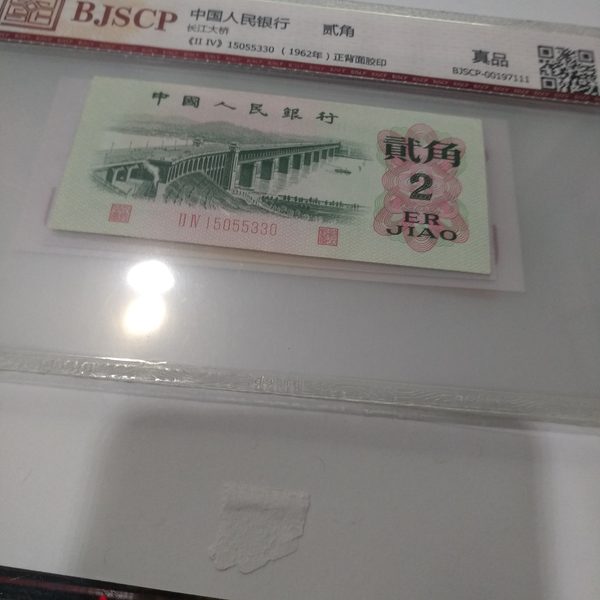 BJSCP
中国人民银行 贰角
长江大桥
《II IV》15055330 (1962年) 正背面胶印
真品
BJSCP-00197111
中國人民銀行
貳角
2
ER
JIAO
II IV 15055330